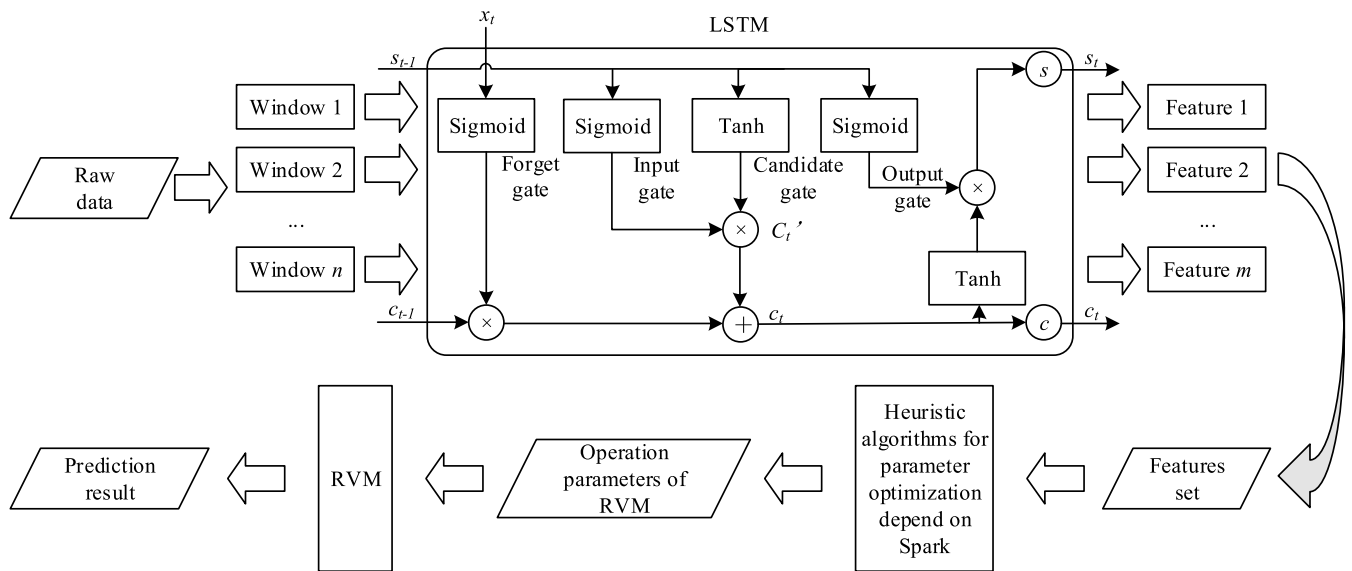 x_t
LSTM
s_{t-1}
s
s_t
Window 1
Sigmoid
Sigmoid
Tanh
Sigmoid
Feature 1
Raw
data
Window 2
Forget
gate
Input
gate
Candidate
gate
Output
gate
×
Feature 2
...
×
C_t’
...
Window n
Tanh
Feature m
c_{t-1}
×
+
c_t
c
c_t
Prediction
result
RVM
Operation
parameters of
RVM
Heuristic
algorithms for
parameter
optimization
depend on
Spark
Features
set